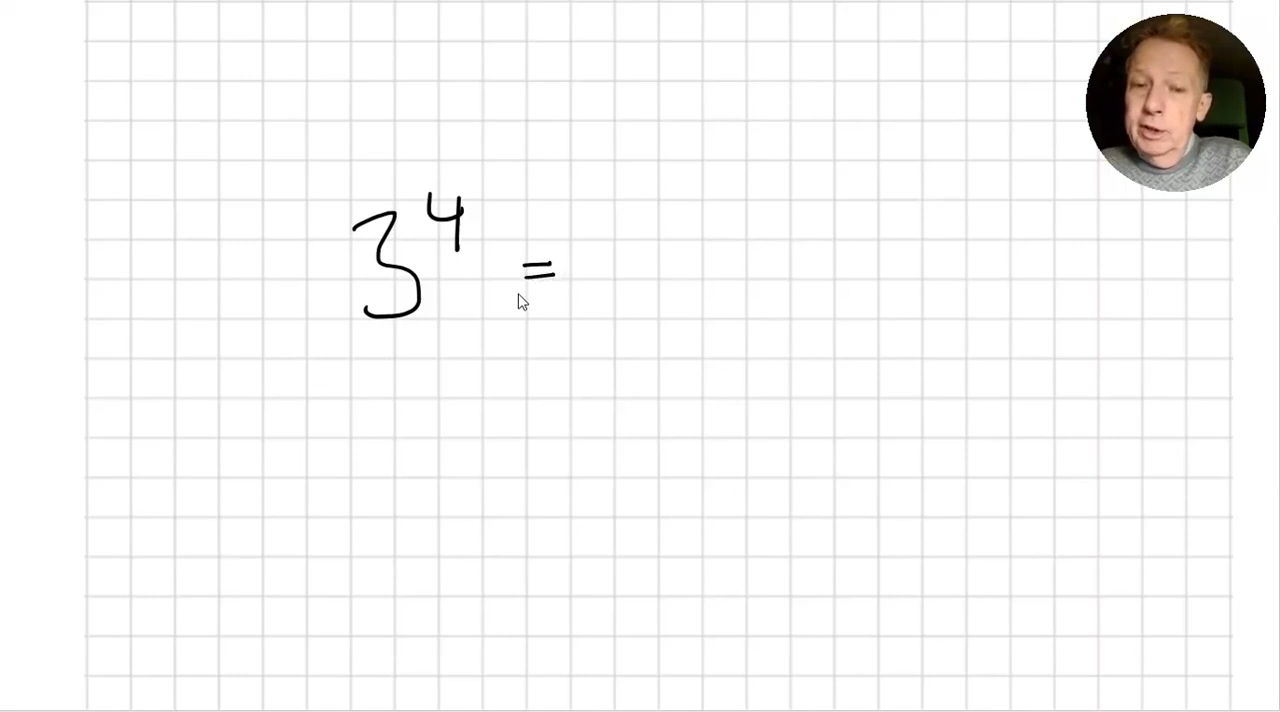 3⁴ =